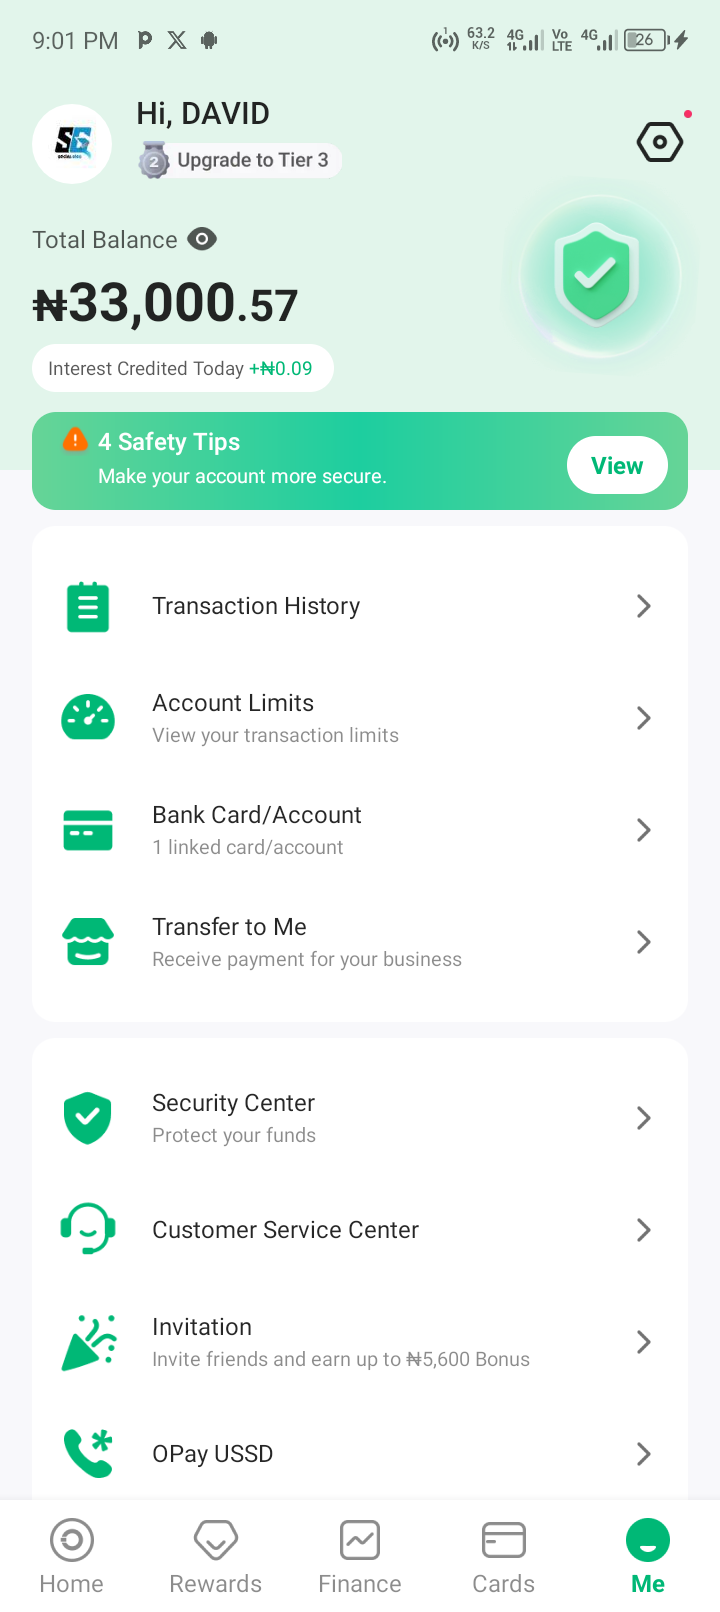 9:01 PM
63.2
K/S
4G
Vo
LTE
4G
26
Hi, DAVID
2
Upgrade to Tier 3
Total Balance
₦33,000.57
Interest Credited Today +₦0.09
4 Safety Tips
Make your account more secure.
View
Transaction History
Account Limits
View your transaction limits
Bank Card/Account
1 linked card/account
Transfer to Me
Receive payment for your business
Security Center
Protect your funds
Customer Service Center
Invitation
Invite friends and earn up to ₦5,600 Bonus
OPay USSD
Home
Rewards
Finance
Cards
Me